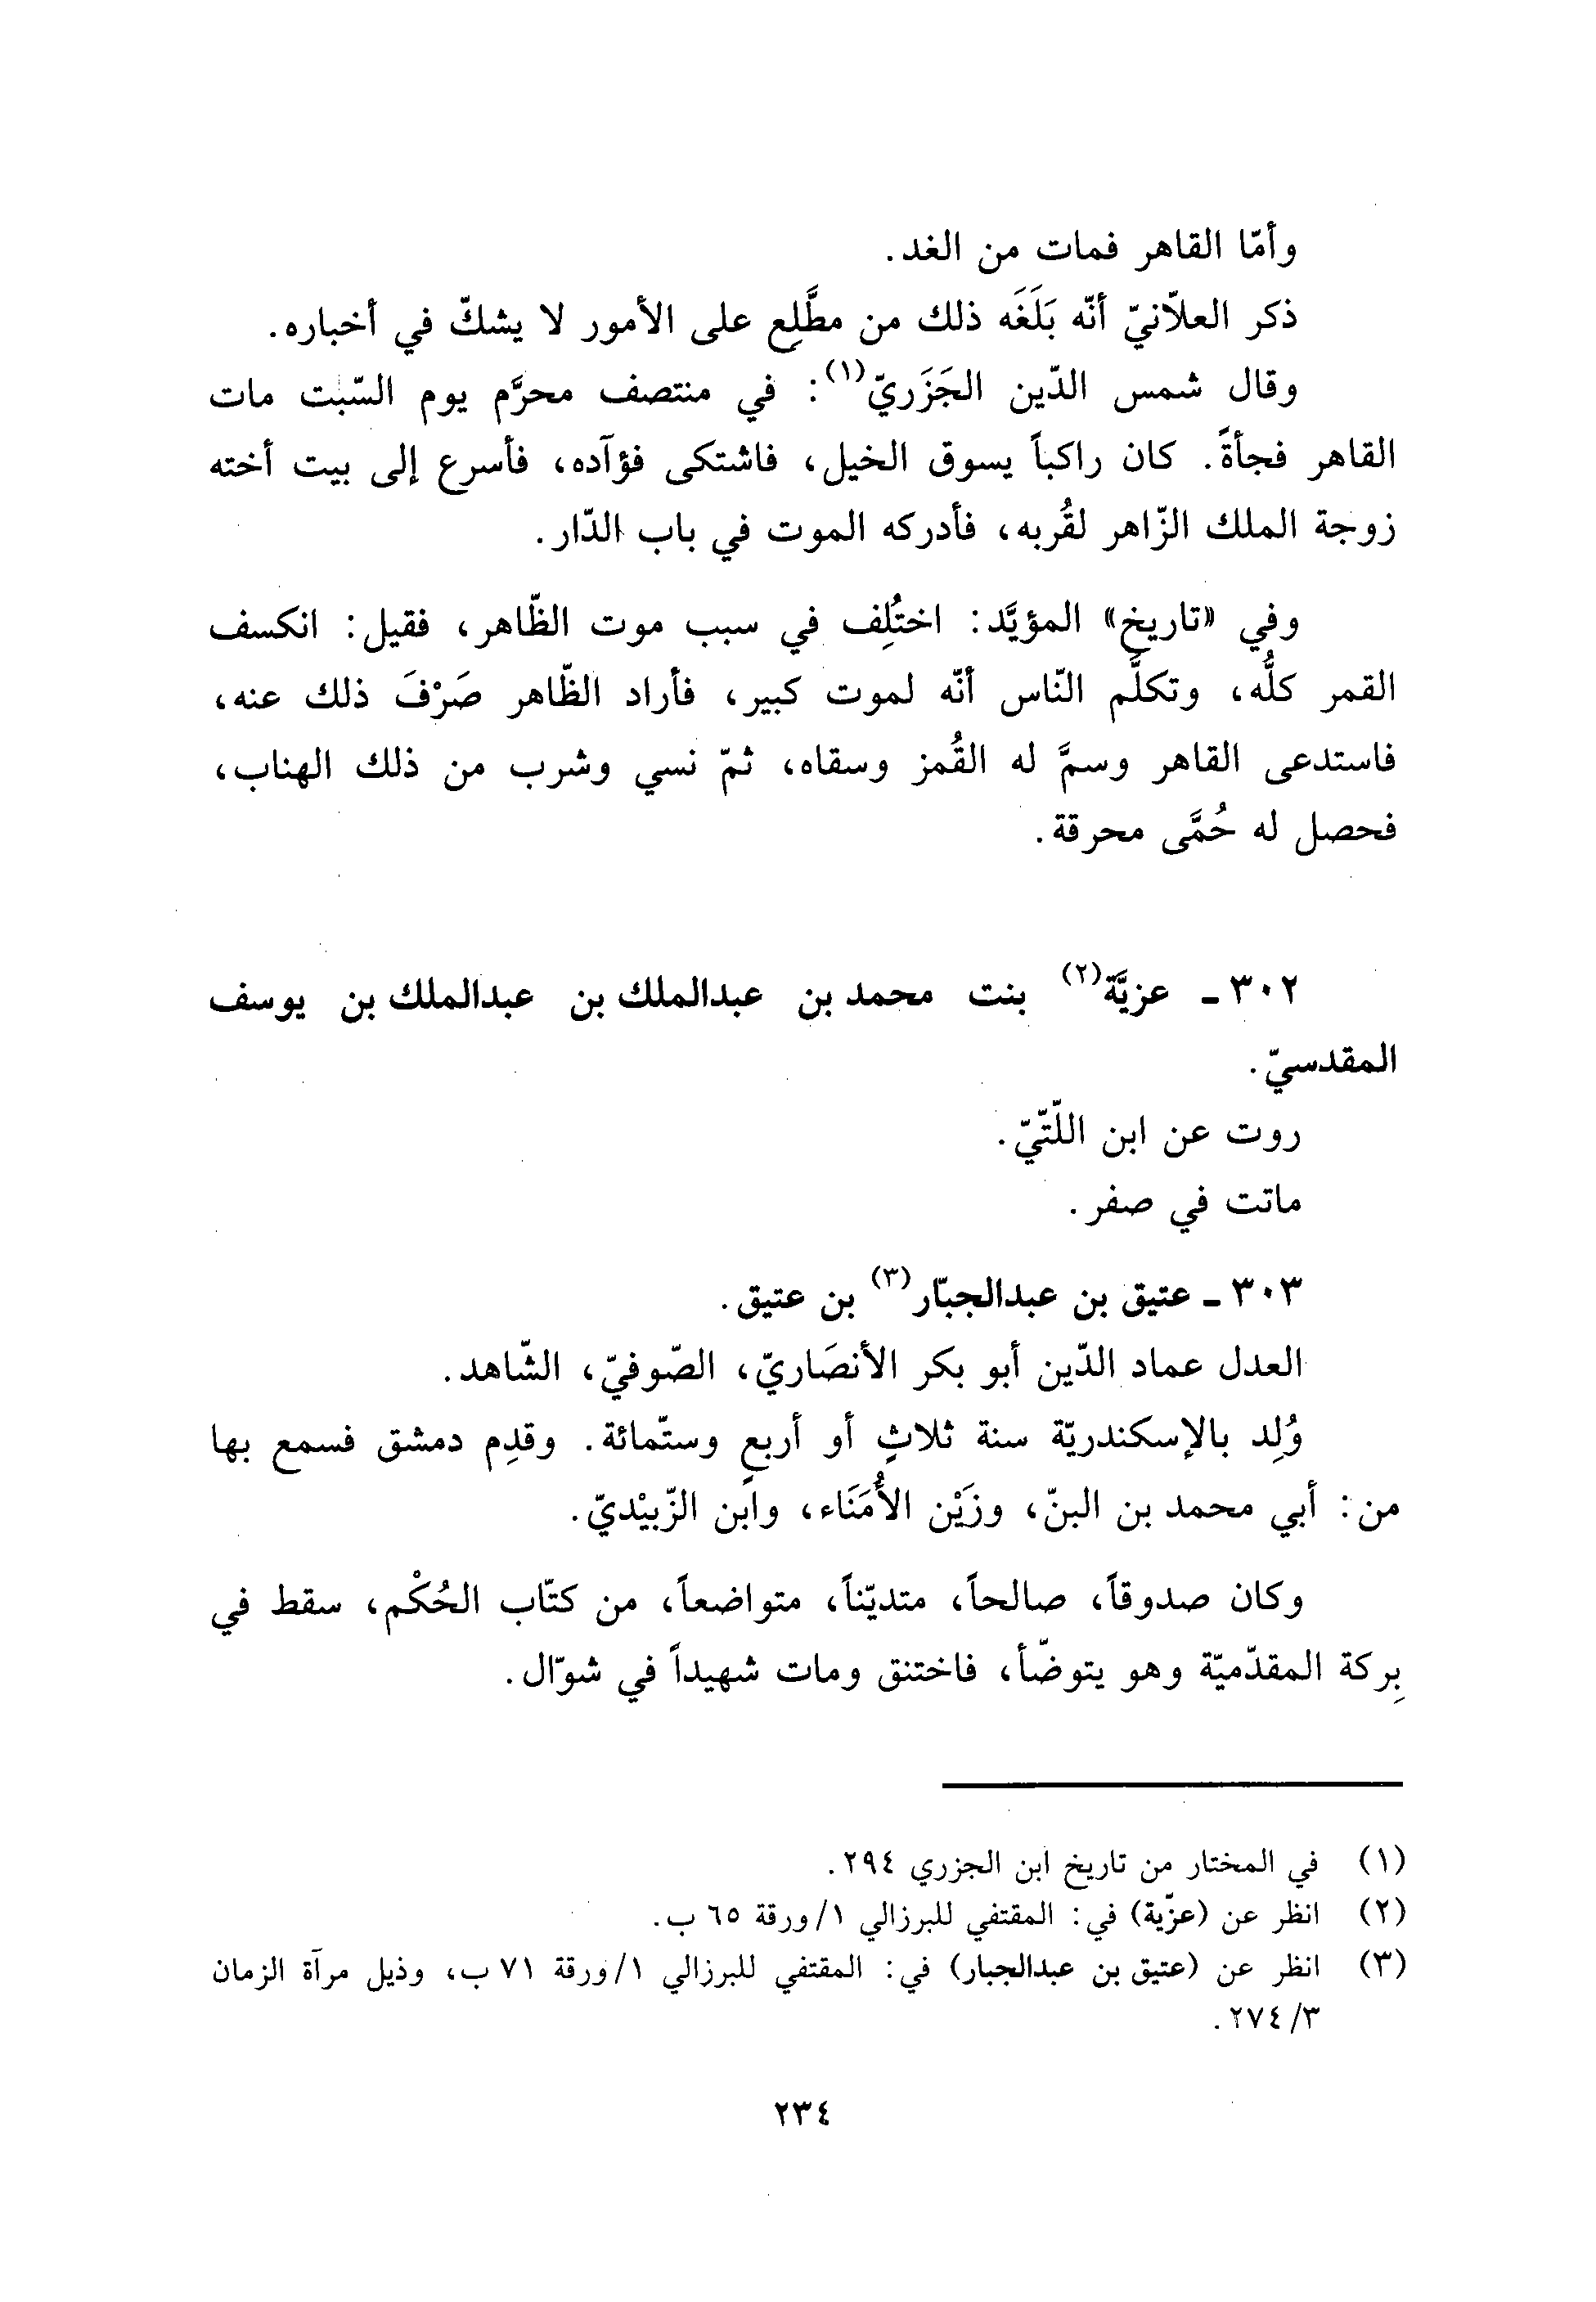 وأمّا القاهر فمات من الغد.
ذكر العلاّنيّ أنّه بَلَغَه ذلك من مطَّلِع على الأمور لا يشكّ في أخباره.
وقال شمس الدّين الجَزَريّ(١): في منتصف محرَّم يوم السّبت مات
القاهر فجأةً. كان راكباً يسوق الخيل، فاشتكى فؤآده، فأسرع إلى بيت أخته
زوجة الملك الزّاهر لقُربه، فأدركه الموت في باب الدّار.
وفي «تاريخ» المؤيَّد: اختُلِف في سبب موت الظّاهر، فقيل: انكسف
القمر كلُّه، وتكلَّم النّاس أنّه لموت كبير، فأراد الظّاهر صَرْفَ ذلك عنه،
فاستدعى القاهر وسمَّ له القُمز وسقاه، ثمّ نسي وشرب من ذلك الهناب،
فحصل له حُمَّى محرقة.
٣٠٢ ـ عزيَّة(٢) بنت محمد بن عبدالملك بن عبدالملك بن يوسف
المقدسيّ.
روت عن ابن اللّتّيّ.
ماتت في صفر.
٣٠٣ ـ عتيق بن عبدالجبّار(٣) بن عتيق.
العدل عماد الدّين أبو بكر الأنصَاريّ، الصّوفيّ، الشّاهد.
وُلِد بالإسكندريّة سنة ثلاثٍ أو أربعٍ وستّمائة. وقدِم دمشق فسمع بها
من: أبي محمد بن البنّ، وزَيْن الأُمَنَاء، وابن الزّبيْديّ.
وكان صدوقاً، صالحاً، متديّناً، متواضعاً، من كتّاب الحُكْم، سقط في
بِركة المقدّميّة وهو يتوضّأ، فاختنق ومات شهيداً في شوّال.
(١) في المختار من تاريخ ابن الجزري ٢٩٤.
(٢) انظر عن (عزّية) في: المقتفي للبرزالي ١/ورقة ٦٥ ب.
(٣) انظر عن (عتيق بن عبدالجبار) في: المقتفي للبرزالي ١/ورقة ٧١ ب، وذيل مرآة الزمان
٣/٢٧٤.
٢٣٤